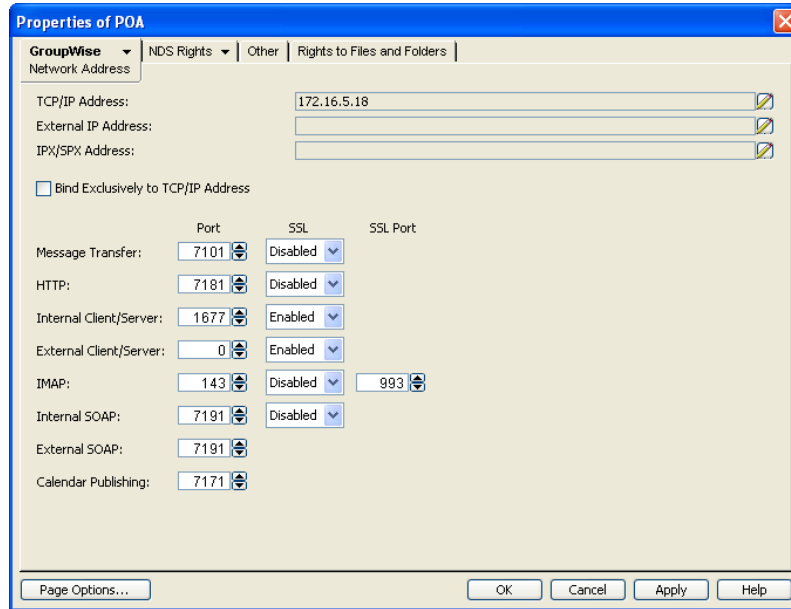 Properties of POA
GroupWise NDS Rights Other Rights to Files and Folders
Network Address
TCP/IP Address: 172.16.5.18
External IP Address:
IPX/SPX Address:
Bind Exclusively to TCP/IP Address
Port SSL SSL Port
Message Transfer: 7101 Disabled
HTTP: 7181 Disabled
Internal Client/Server: 1677 Enabled
External Client/Server: 0 Enabled
IMAP: 143 Disabled 993
Internal SOAP: 7191 Disabled
External SOAP: 7191
Calendar Publishing: 7171
Page Options... OK Cancel Apply Help